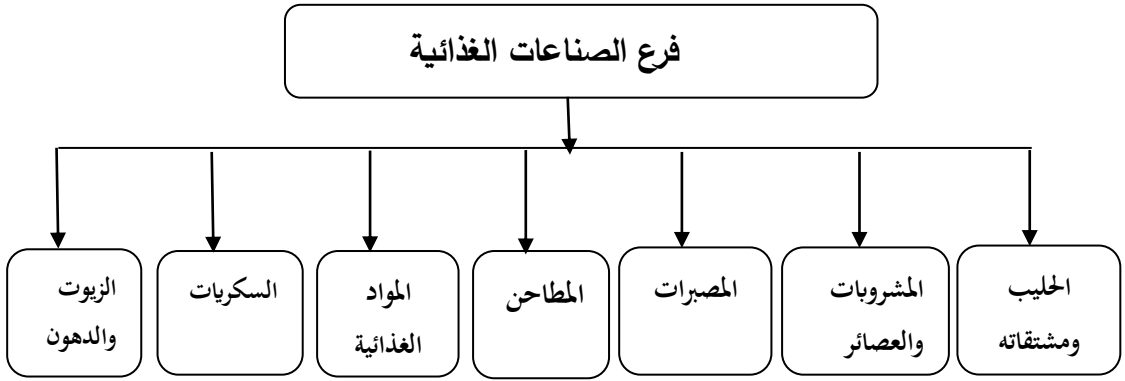 فرع الصناعات الغذائية
الحليب
ومشتقاته
المشروبات
والعصائر
المصبرات
المطاحن
المواد
الغذائية
السكريات
الزيوت
والدهون